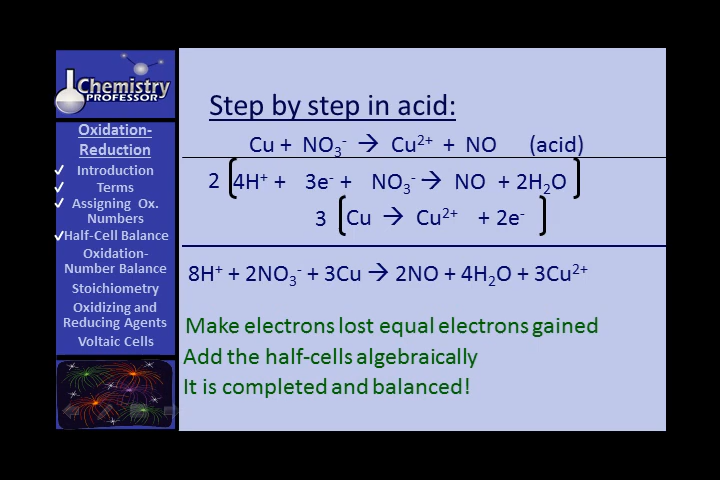 Chemistry
PROFESSOR
Oxidation-
Reduction
✓ Introduction
✓ Terms
✓ Assigning Ox.
Numbers
✓Half-Cell Balance
Oxidation-
Number Balance
Stoichiometry
Oxidizing and
Reducing Agents
Voltaic Cells
Step by step in acid:
Cu + NO₃⁻ → Cu²⁺ + NO (acid)
2 [4H⁺ + 3e⁻ + NO₃⁻ → NO + 2H₂O]
3 [Cu → Cu²⁺ + 2e⁻]
8H⁺ + 2NO₃⁻ + 3Cu → 2NO + 4H₂O + 3Cu²⁺
Make electrons lost equal electrons gained
Add the half-cells algebraically
It is completed and balanced!